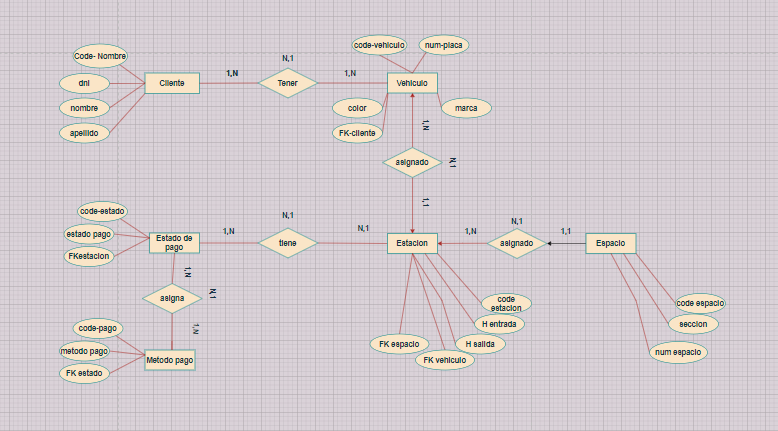 code-vehiculo
num-placa
Code- Nombre
N,1
1,N
1,N
Cliente
Tener
Vehiculo
dni
nombre
color
marca
apellido
FK-cliente
1,N
asignado
N,1
1,1
code-estado
N,1
N,1
1,N
N,1
1,N
1,1
estado pago
Estado de
pago
tiene
Estacion
asignado
Espacio
FKestacion
1,N
asigna
N,1
code
estacion
code espacio
H entrada
seccion
code-pago
1,N
FK espacio
H salida
metodo pago
Metodo pago
FK vehiculo
num espacio
FK estado